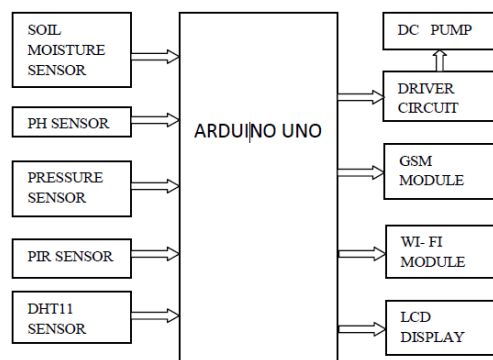 SOIL
MOISTURE
SENSOR
PH SENSOR
PRESSURE
SENSOR
PIR SENSOR
DHT11
SENSOR
ARDUINO UNO
DC PUMP
DRIVER
CIRCUIT
GSM
MODULE
WI- FI
MODULE
LCD
DISPLAY